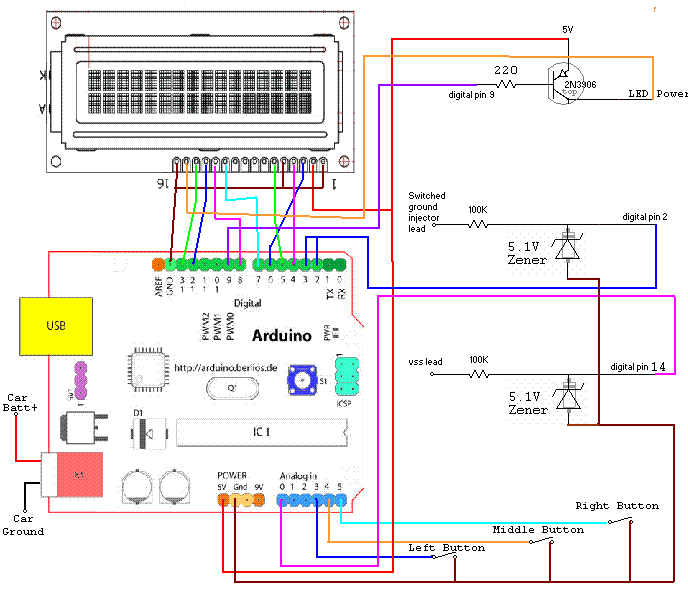 5V
220
2N3906
top
digital pin 9
LED Power
K
A
16
1
Switched
ground
injector
lead
100K
digital pin 2
5.1V
Zener
AREF
GND
13
12
11
10
9
8
7
6
5
4
3
2
1
0
TX
RX
Digital
PWM2
PWM1
PWM0
PWR
Arduino
USB
http://arduino.berlios.de
Q1
S1
1
ICSP
vss lead
100K
digital pin 14
5.1V
Zener
Car
Batt+
D1
IC1
X1
POWER
5V Gnd 9V
Analog in
0 1 2 3 4 5
Car
Ground
Right Button
Middle Button
Left Button